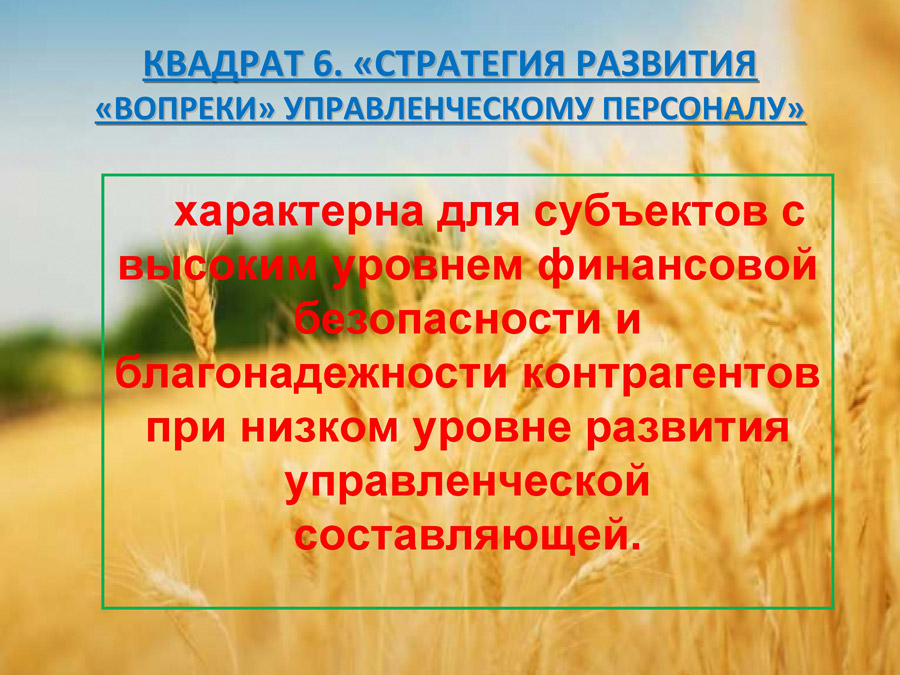 КВАДРАТ 6. «СТРАТЕГИЯ РАЗВИТИЯ
«ВОПРЕКИ» УПРАВЛЕНЧЕСКОМУ ПЕРСОНАЛУ»
характерна для субъектов с
высоким уровнем финансовой
безопасности и
благонадежности контрагентов
при низком уровне развития
управленческой
составляющей.